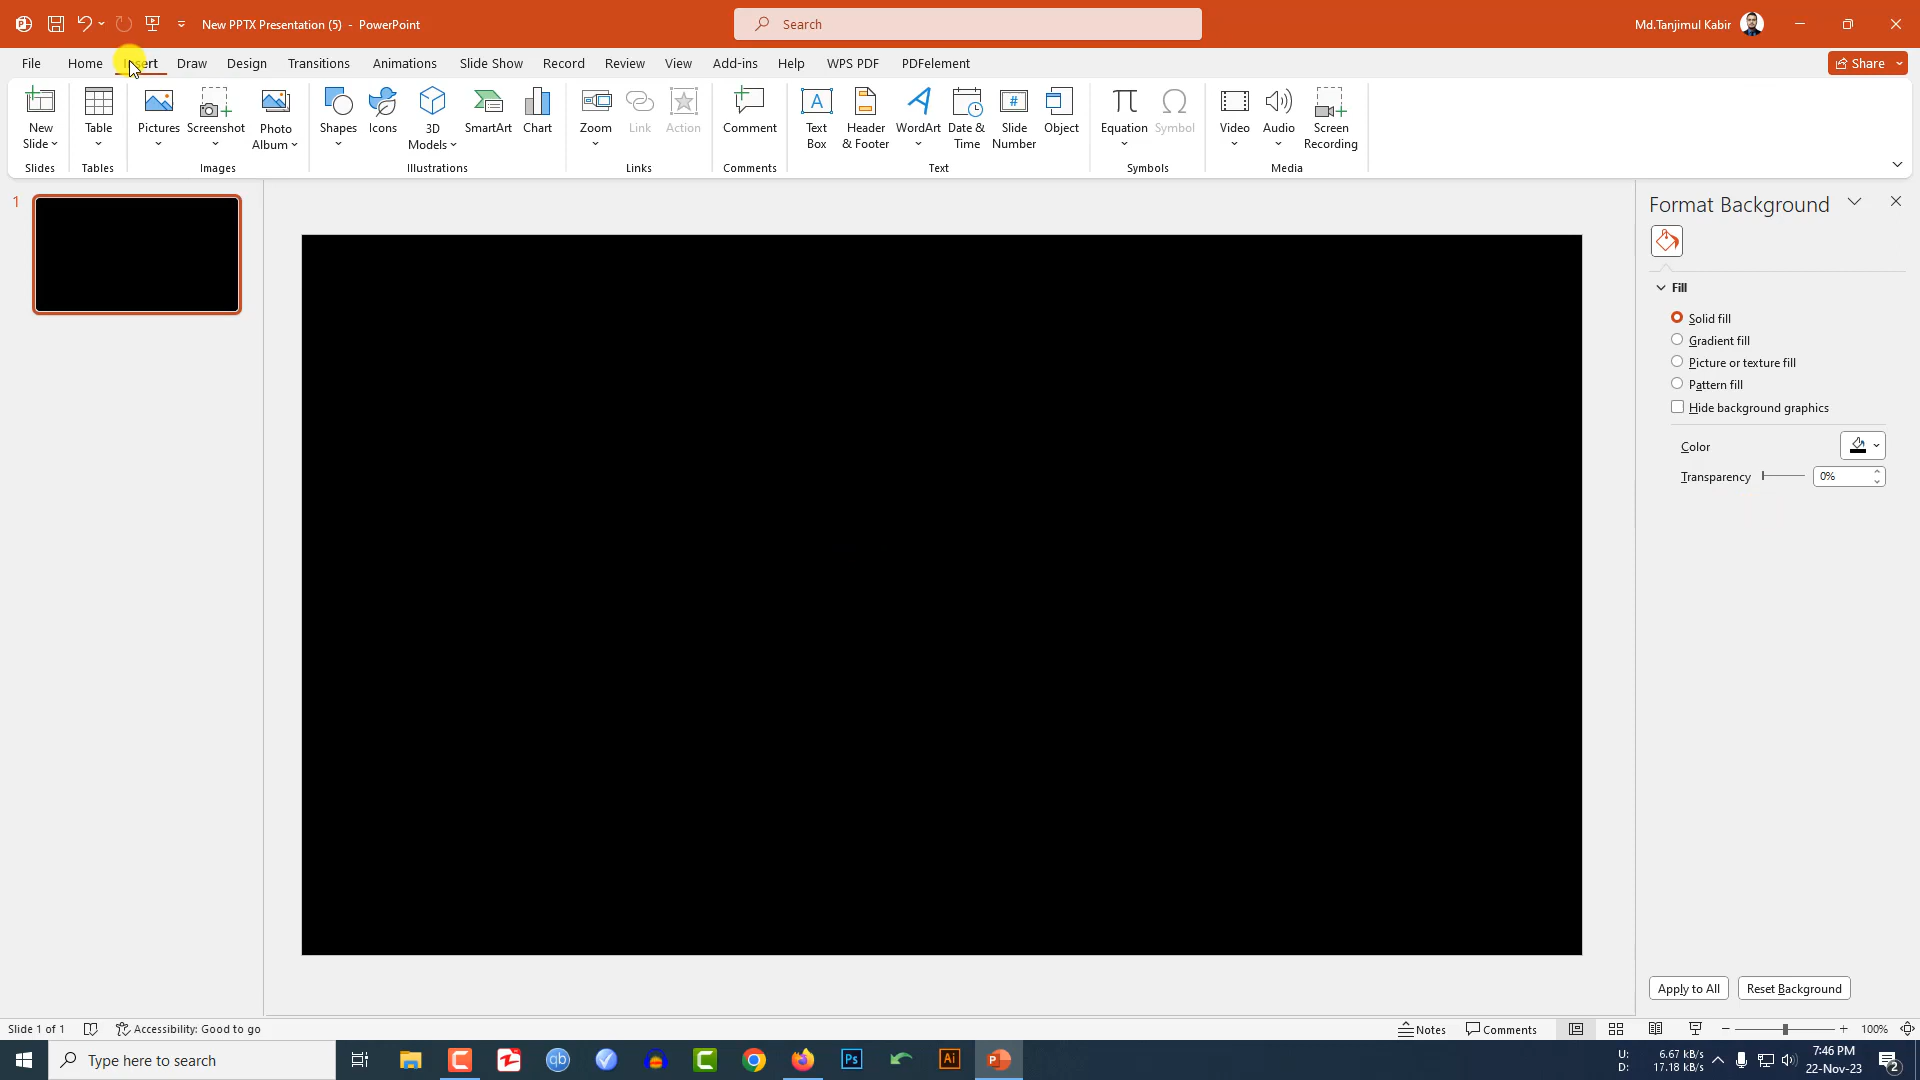 New PPTX Presentation (5) - PowerPoint
Search
Md.Tanjimul Kabir
File Home Insert Draw Design Transitions Animations Slide Show Record Review View Add-ins Help WPS PDF PDFelement
Share
New Slide
Table
Pictures
Screenshot
Photo Album
Shapes
Icons
3D Models
SmartArt
Chart
Zoom
Link
Action
Comment
Text Box
Header & Footer
WordArt
Date & Time
Slide Number
Object
Equation
Symbol
Video
Audio
Screen Recording
Slides Tables Images Illustrations Links Comments Text Symbols Media
1
Format Background
Fill
Solid fill
Gradient fill
Picture or texture fill
Pattern fill
Hide background graphics
Color
Transparency 0%
Apply to All Reset Background
Slide 1 of 1 Accessibility: Good to go Notes Comments 100%
Type here to search
qb
Ps
Ai
U: 6.67 kB/s
D: 17.18 kB/s
7:46 PM
22-Nov-23
2